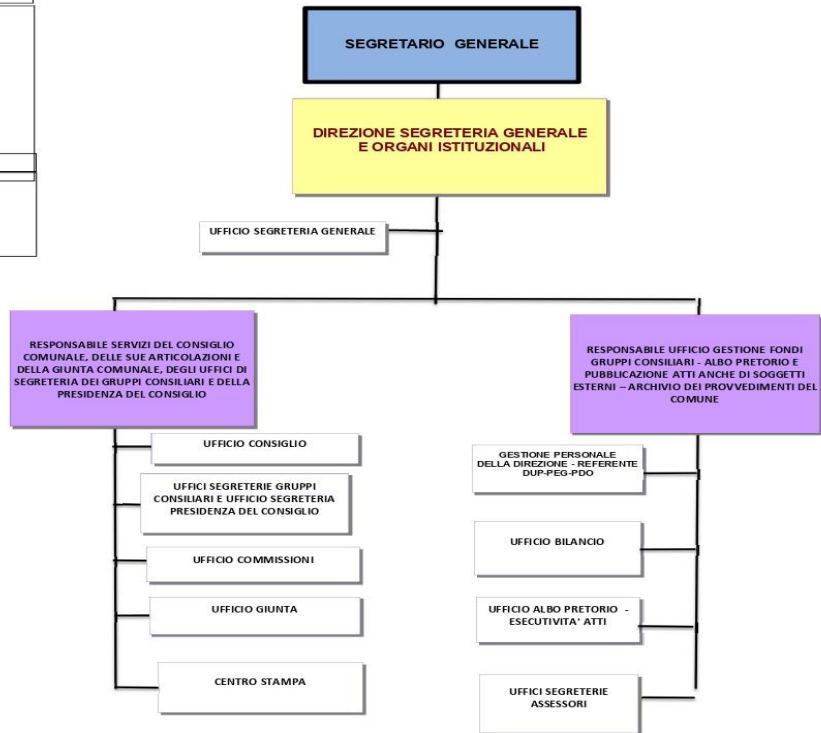 SEGRETARIO GENERALE
DIREZIONE SEGRETERIA GENERALE
E ORGANI ISTITUZIONALI
UFFICIO SEGRETERIA GENERALE
RESPONSABILE SERVIZI DEL CONSIGLIO
COMUNALE, DELLE SUE ARTICOLAZIONI E
DELLA GIUNTA COMUNALE, DEGLI UFFICI DI
SEGRETERIA DEI GRUPPI CONSILIARI E DELLA
PRESIDENZA DEL CONSIGLIO
UFFICIO CONSIGLIO
UFFICI SEGRETERIE GRUPPI
CONSILIARI E UFFICIO SEGRETERIA
PRESIDENZA DEL CONSIGLIO
UFFICIO COMMISSIONI
UFFICIO GIUNTA
CENTRO STAMPA
RESPONSABILE UFFICIO GESTIONE FONDI
GRUPPI CONSILIARI - ALBO PRETORIO E
PUBBLICAZIONE ATTI ANCHE DI SOGGETTI
ESTERNI – ARCHIVIO DEI PROVVEDIMENTI DEL
COMUNE
GESTIONE PERSONALE
DELLA DIREZIONE - REFERENTE
DUP-PEG-PDO
UFFICIO BILANCIO
UFFICIO ALBO PRETORIO -
ESECUTIVITA' ATTI
UFFICI SEGRETERIE
ASSESSORI